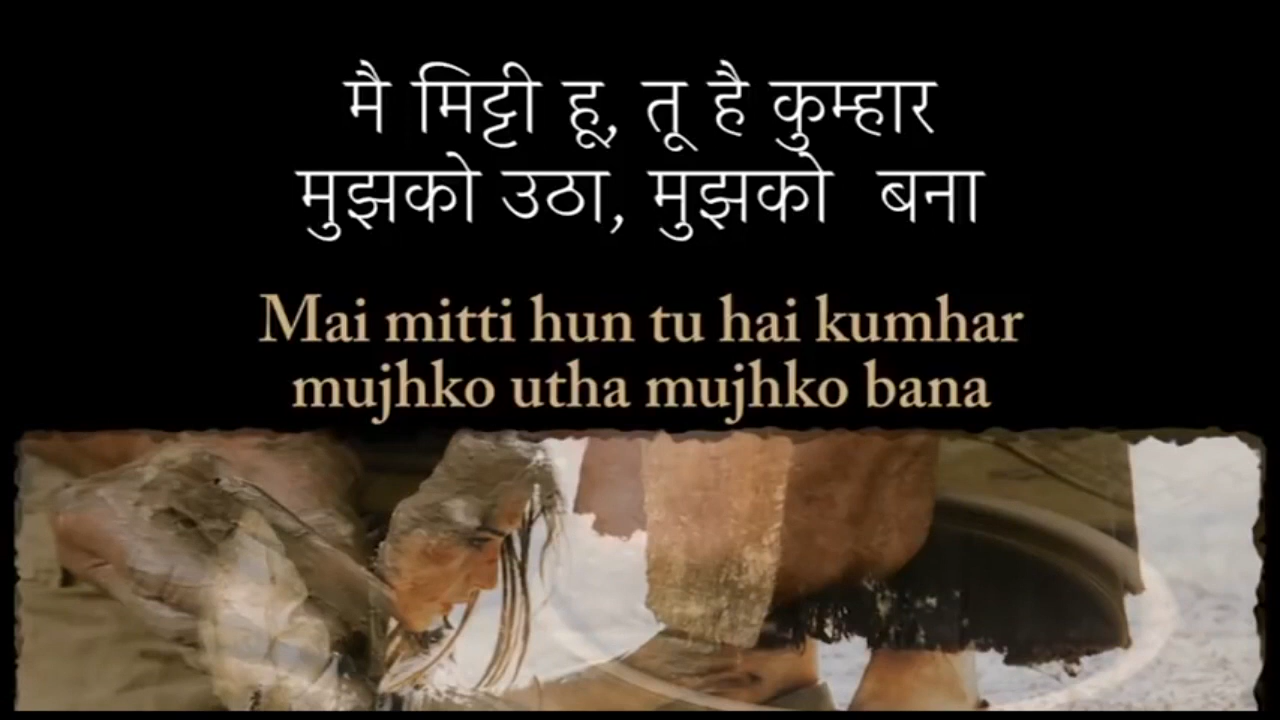 मै मिट्टी हू, तू है कुम्हार
मुझको उठा, मुझको बना
Mai mitti hun tu hai kumhar
mujhko utha mujhko bana